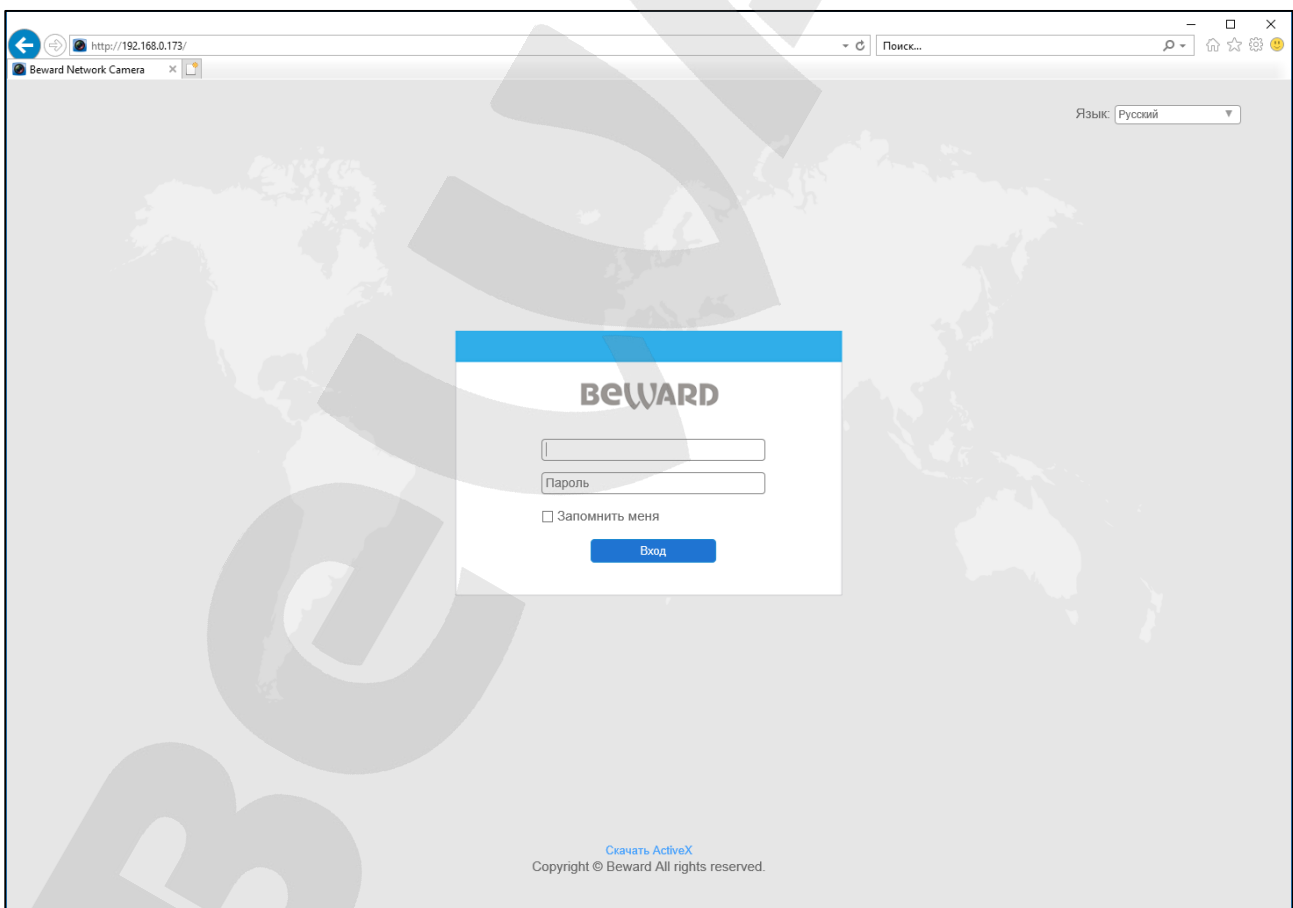 http://192.168.0.173/
Поиск...
Beward Network Camera
Язык: Русский
BEWARD
Пароль
Запомнить меня
Вход
Скачать ActiveX
Copyright © Beward All rights reserved.